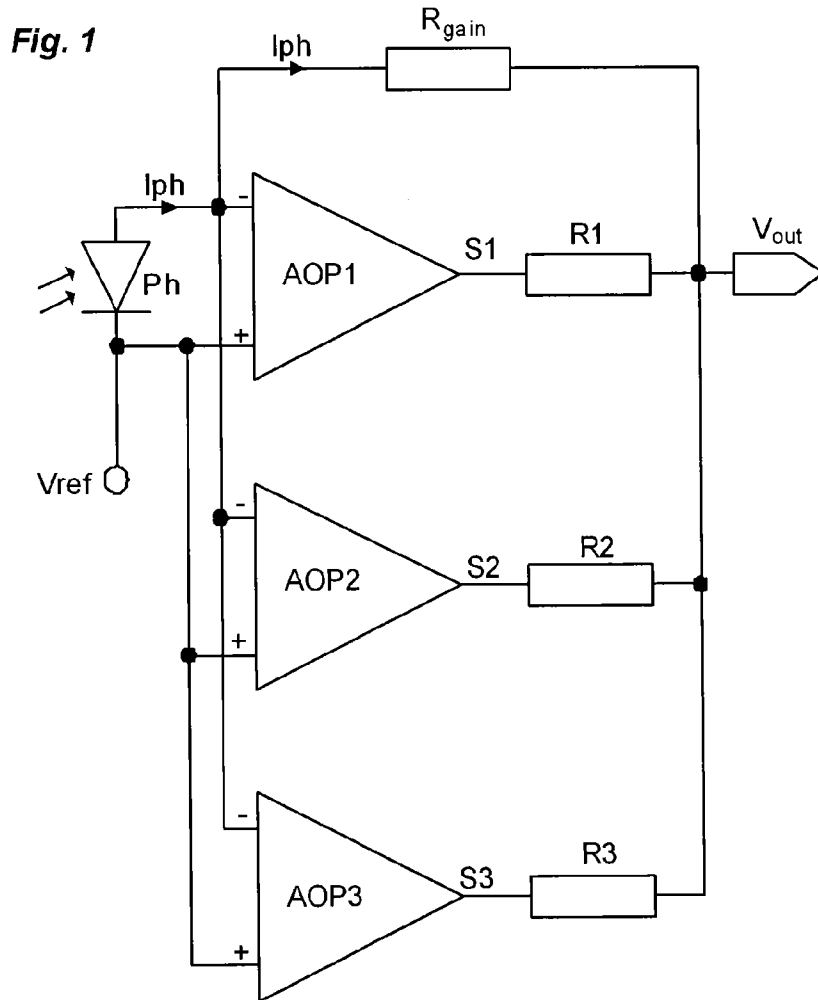 Fig. 1
Rgain
Iph
Iph
-
AOP1
S1
R1
Vout
Ph
+
Vref
-
AOP2
S2
R2
+
-
AOP3
S3
R3
+